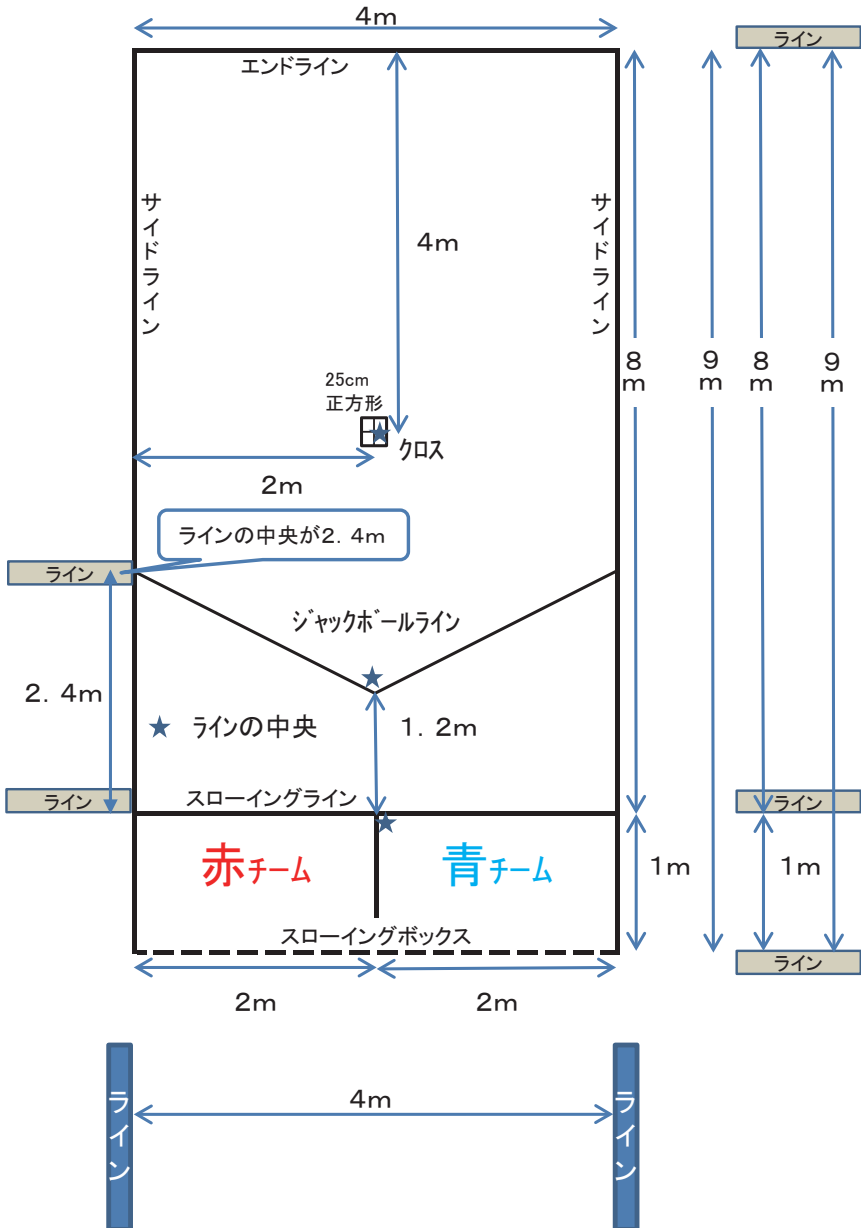 4m
ライン
エンドライン
サイドライン
サイドライン
4m
8m
9m
8m
9m
25cm
正方形
クロス
2m
ラインの中央が2．4m
ライン
ジャックボールライン
2．4m
★ ラインの中央
1．2m
ライン
スローイングライン
ライン
赤チーム
青チーム
1m
1m
スローイングボックス
ライン
2m
2m
4m
ライン
ライン